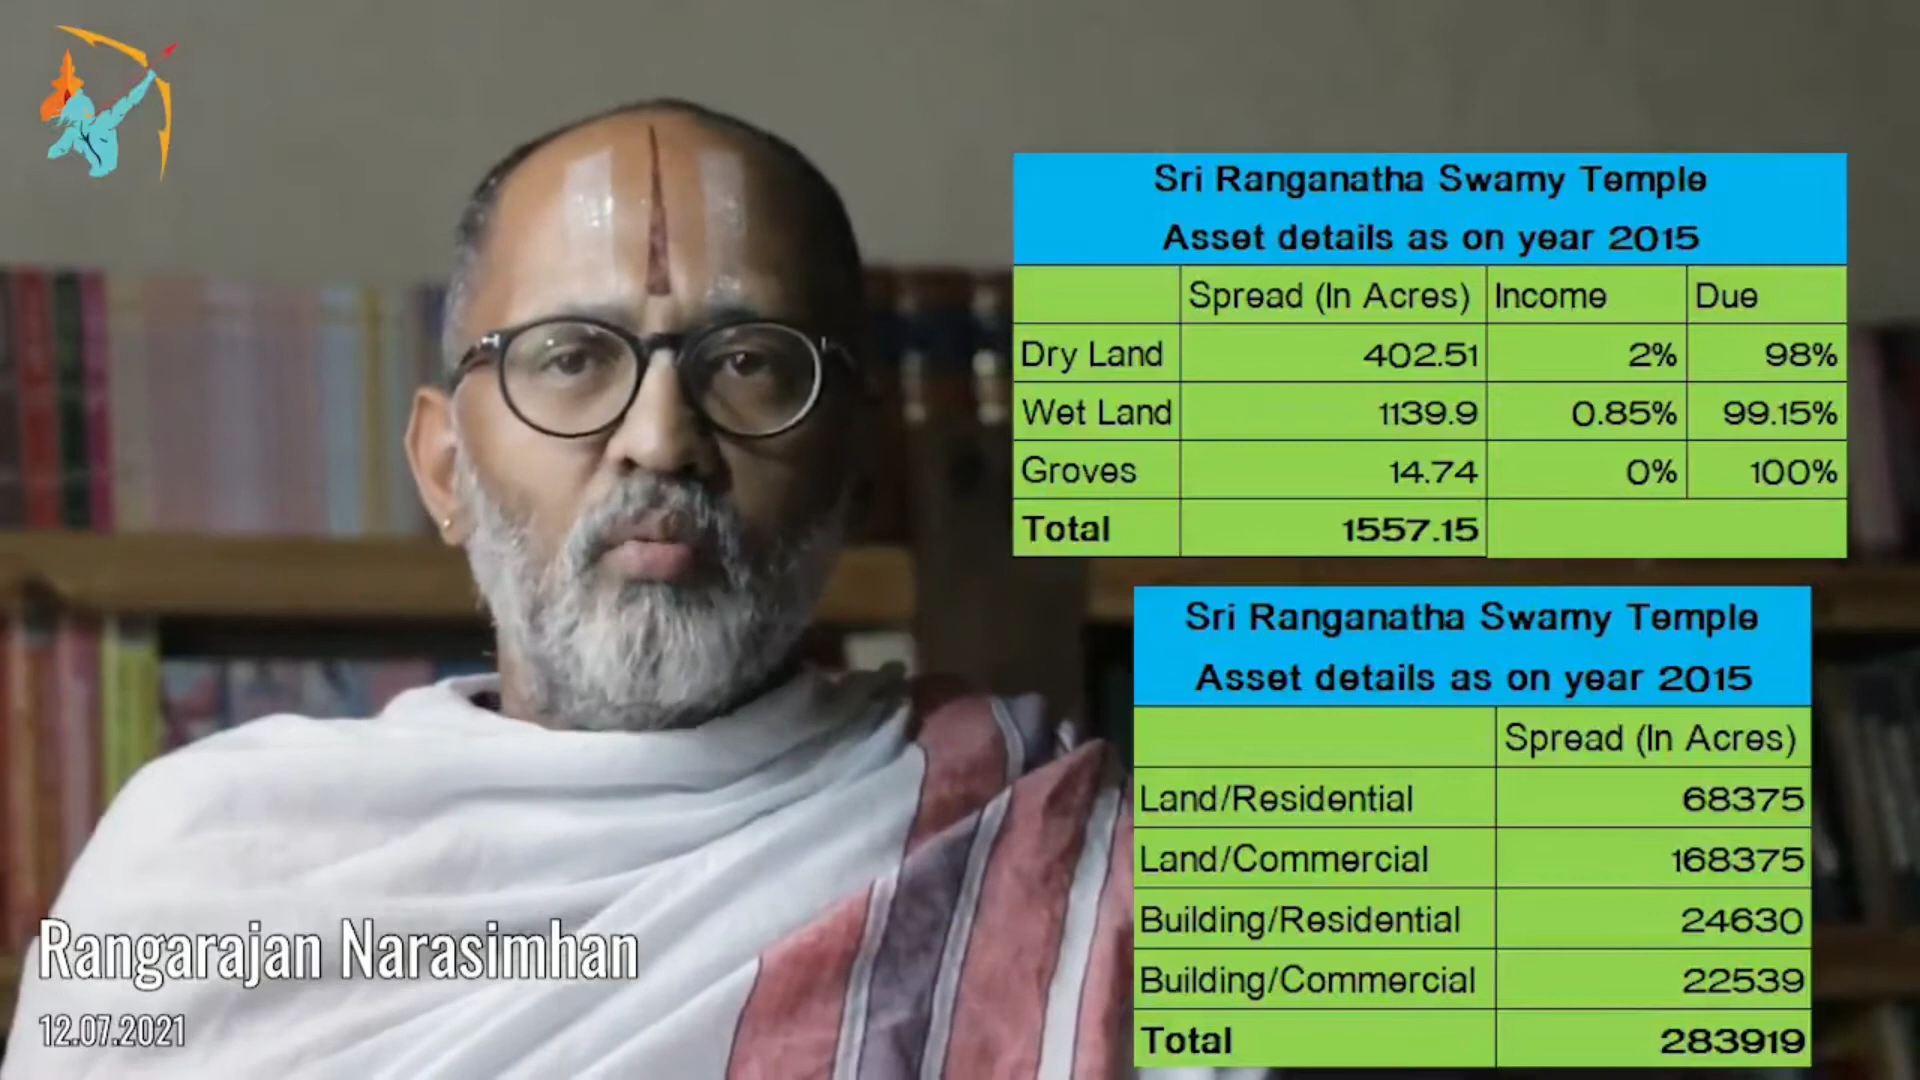 Sri Ranganatha Swamy Temple
Asset details as on year 2015
Spread (In Acres) Income Due
Dry Land 402.51 2% 98%
Wet Land 1139.9 0.85% 99.15%
Groves 14.74 0% 100%
Total 1557.15
Sri Ranganatha Swamy Temple
Asset details as on year 2015
Spread (In Acres)
Land/Residential 68375
Land/Commercial 168375
Building/Residential 24630
Building/Commercial 22539
Total 283919
Rangarajan Narasimhan
12.07.2021